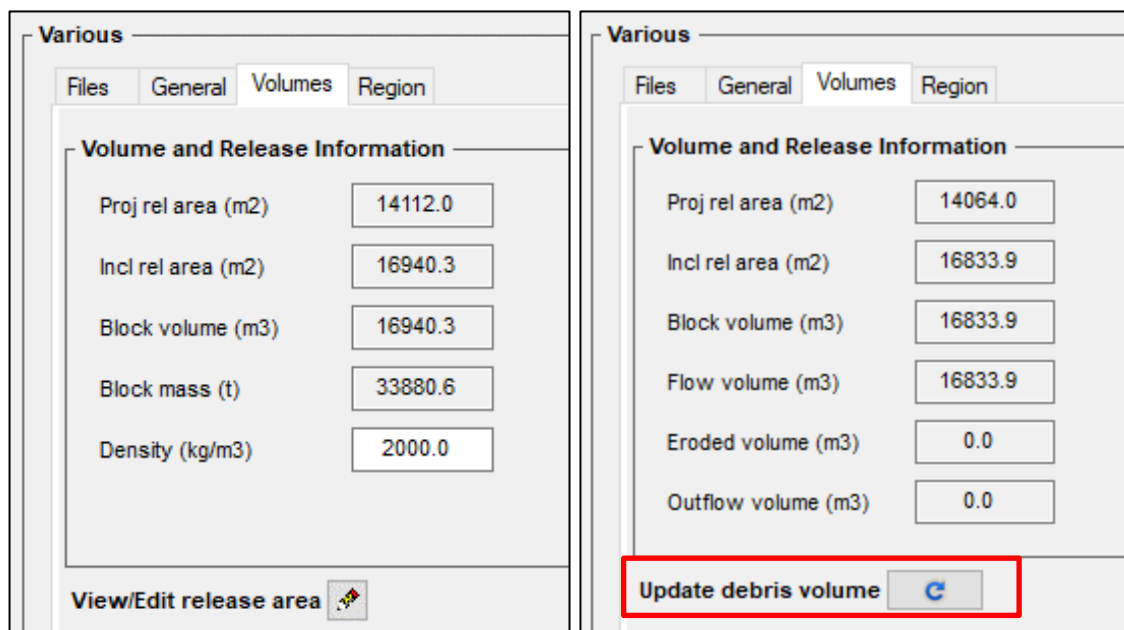 Various
Files General Volumes Region
Volume and Release Information
Proj rel area (m2) 14112.0
Incl rel area (m2) 16940.3
Block volume (m3) 16940.3
Block mass (t) 33880.6
Density (kg/m3) 2000.0
View/Edit release area
Various
Files General Volumes Region
Volume and Release Information
Proj rel area (m2) 14064.0
Incl rel area (m2) 16833.9
Block volume (m3) 16833.9
Flow volume (m3) 16833.9
Eroded volume (m3) 0.0
Outflow volume (m3) 0.0
Update debris volume